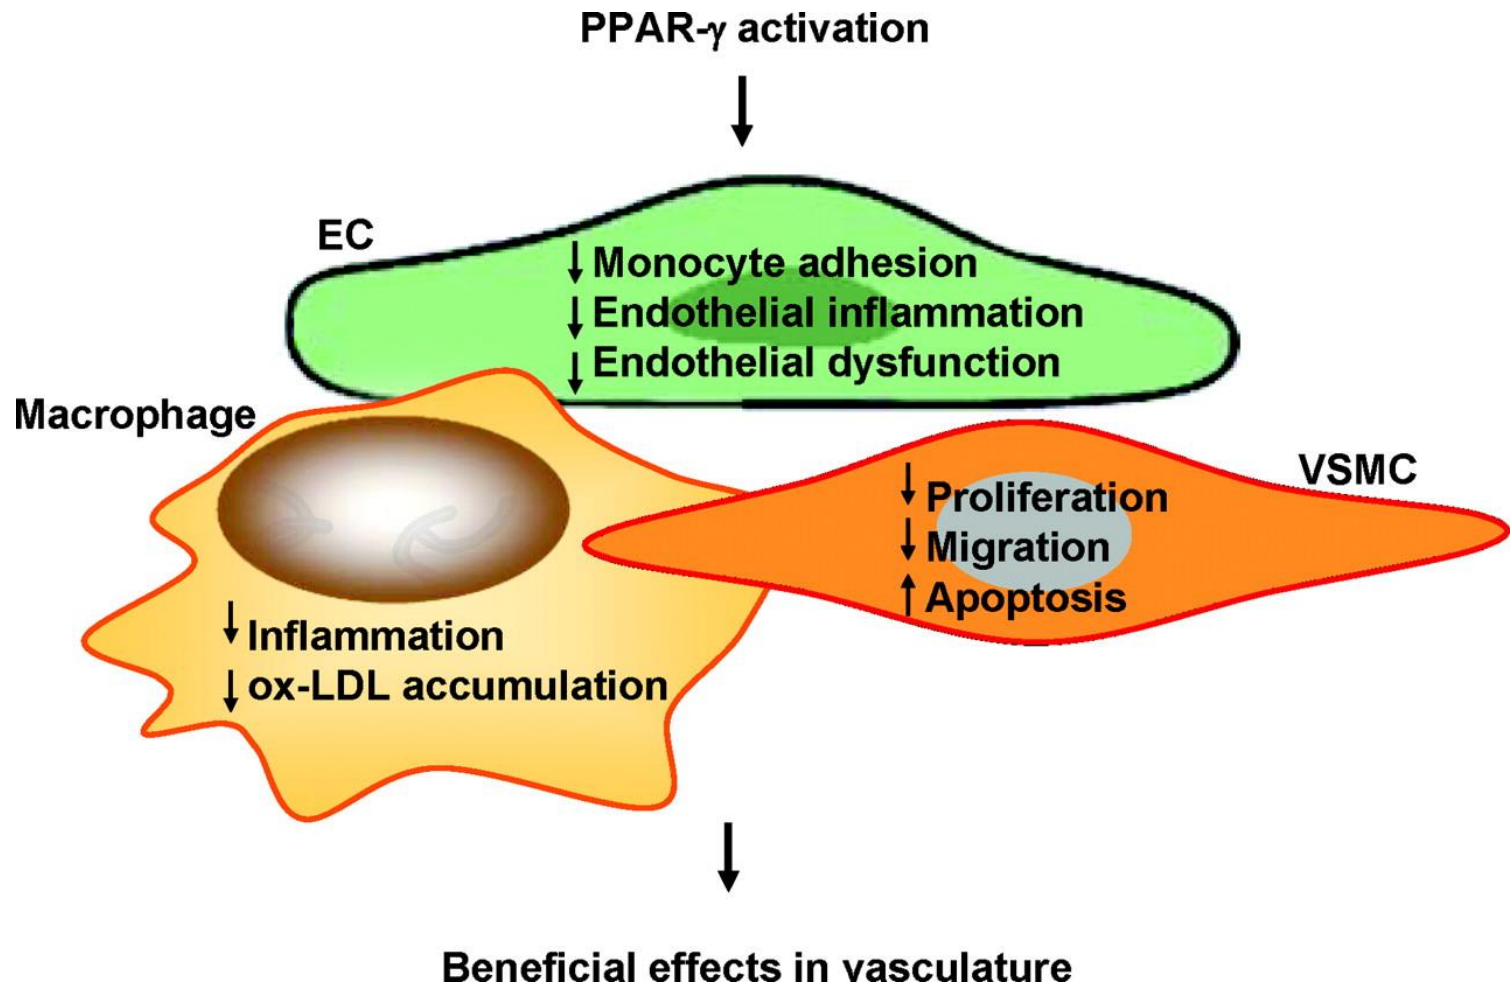 PPAR-γ activation
EC
↓ Monocyte adhesion
↓ Endothelial inflammation
↓ Endothelial dysfunction
Macrophage
VSMC
↓ Proliferation
↓ Migration
↑ Apoptosis
↓ Inflammation
↓ ox-LDL accumulation
Beneficial effects in vasculature